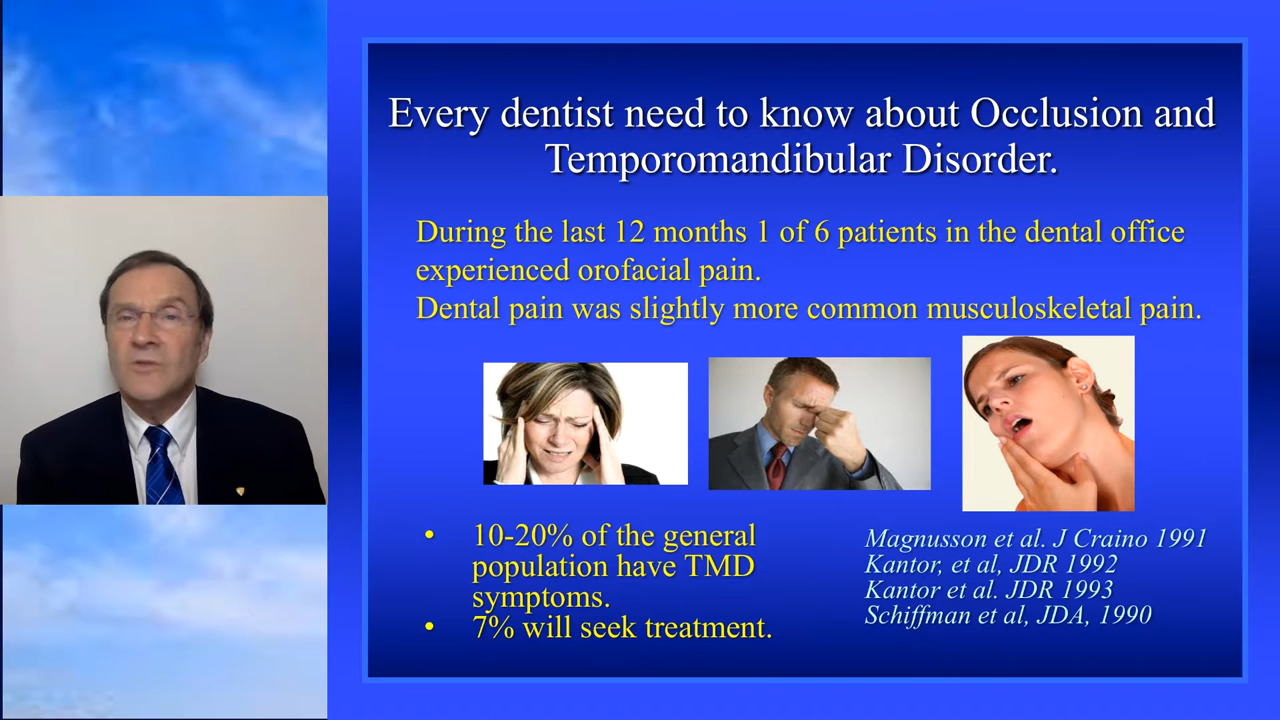 Every dentist need to know about Occlusion and
Temporomandibular Disorder.
During the last 12 months 1 of 6 patients in the dental office
experienced orofacial pain.
Dental pain was slightly more common musculoskeletal pain.
• 10-20% of the general
population have TMD
symptoms.
• 7% will seek treatment.
Magnusson et al. J Craino 1991
Kantor, et al, JDR 1992
Kantor et al. JDR 1993
Schiffman et al, JDA, 1990